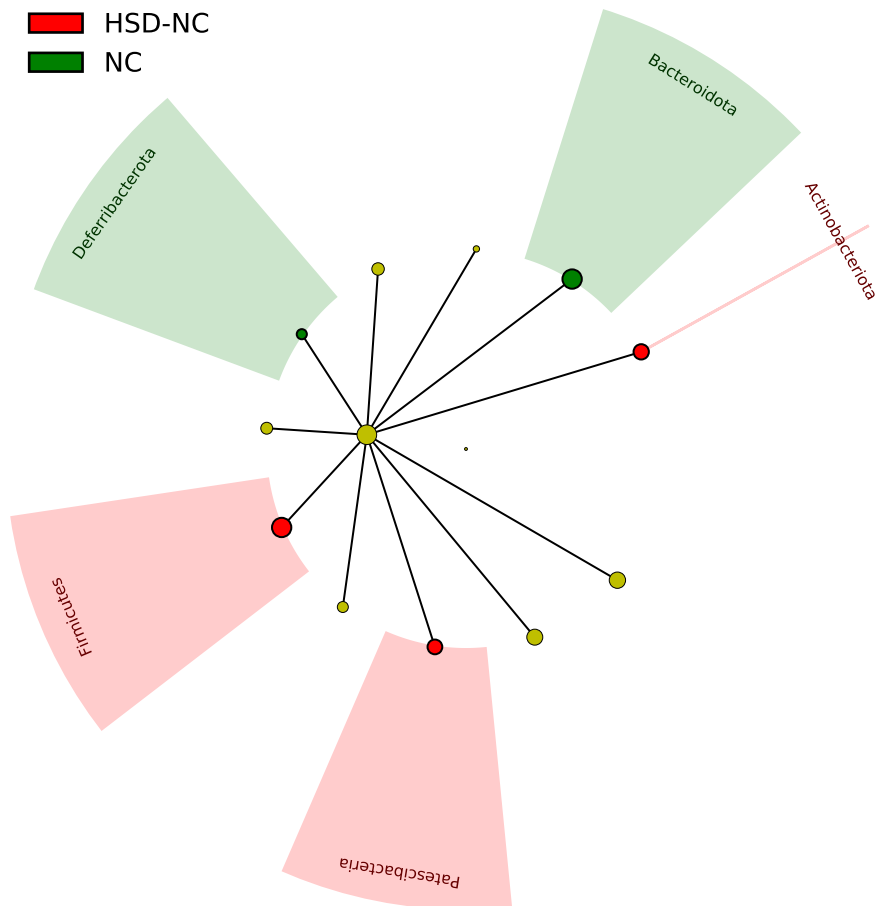 HSD-NC
NC
Bacteroidota
Deferribacterota
Actinobacteriota
Firmicutes
Patescibacteria